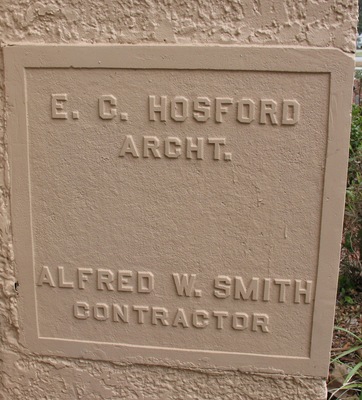 E. C. HOSFORD
ARCHT.
ALFRED W. SMITH
CONTRACTOR